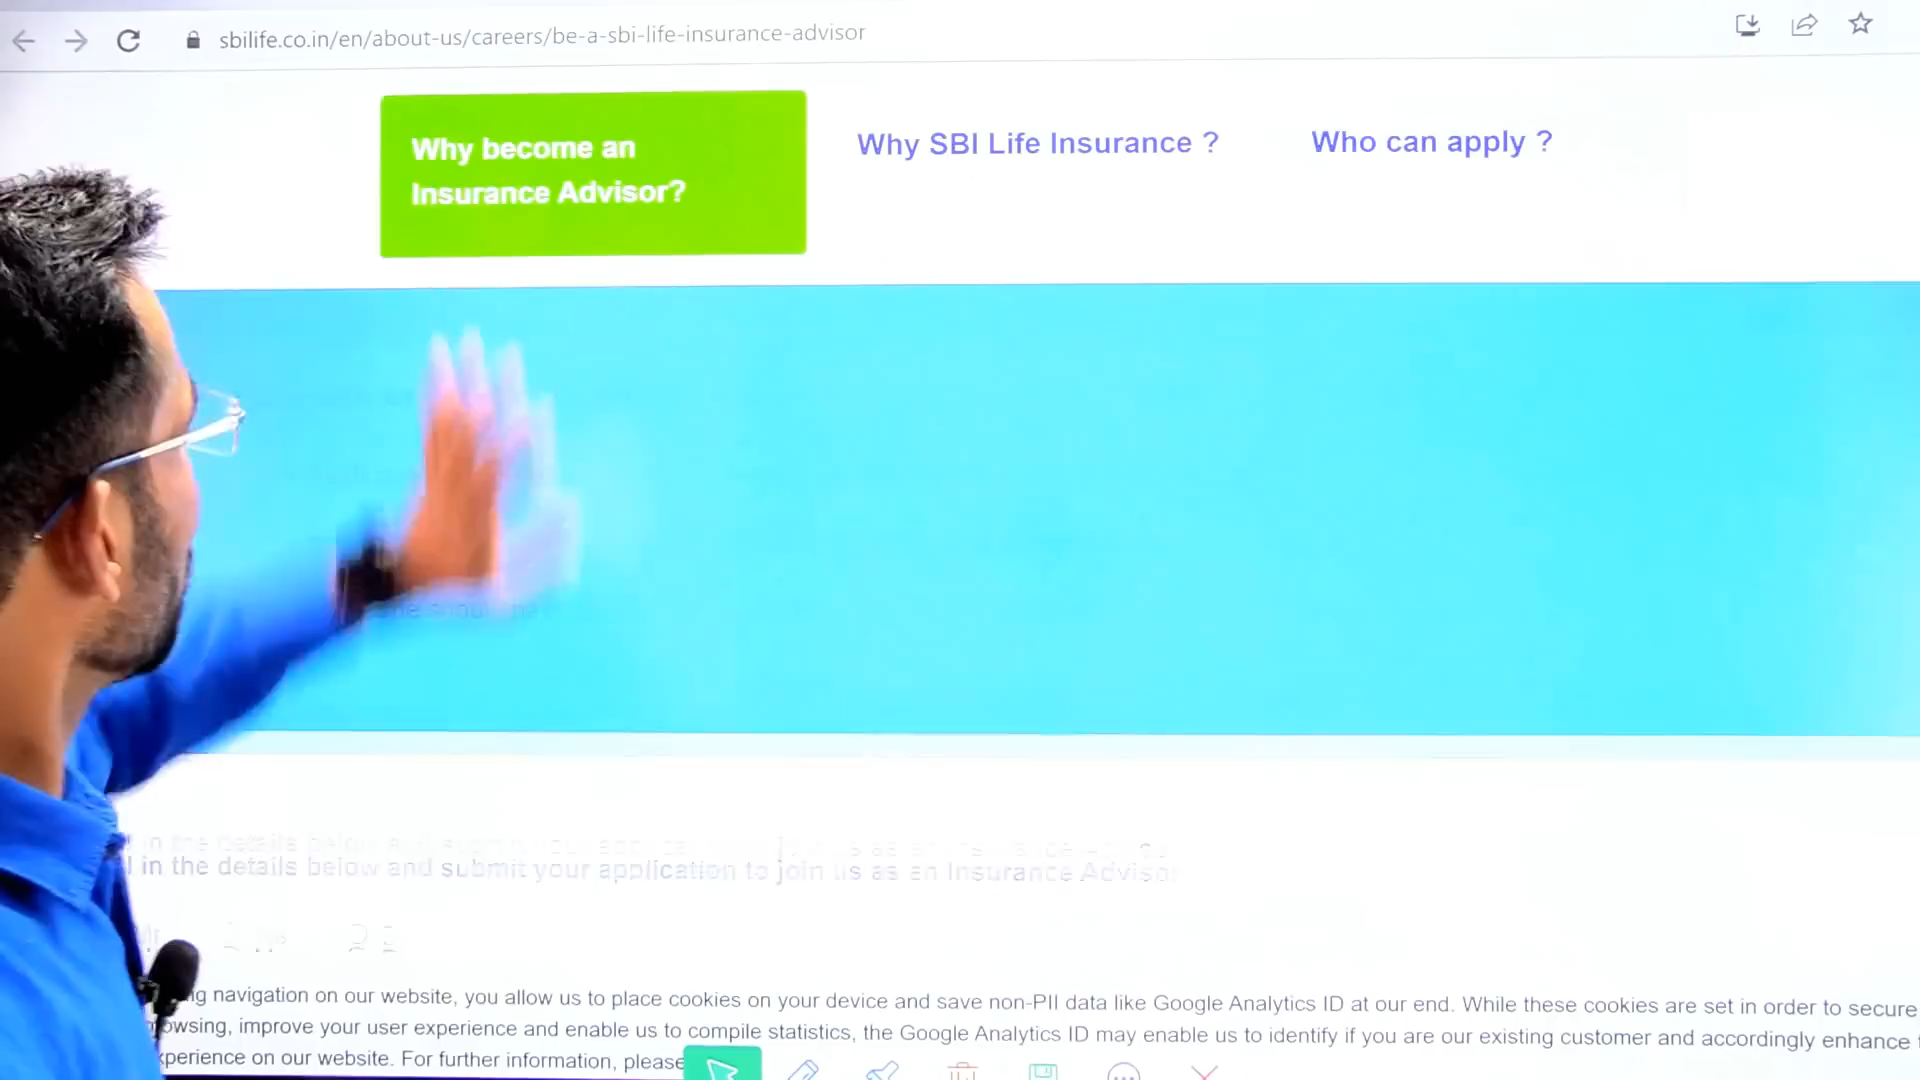 sbilife.co.in/en/about-us/careers/be-a-sbi-life-insurance-advisor
Why become an
Insurance Advisor?
Why SBI Life Insurance ?
Who can apply ?
in the details below and submit your application to join us as an Insurance Advisor
navigation on our website, you allow us to place cookies on your device and save non-PII data like Google Analytics ID at our end. While these cookies are set in order to secure
owsing, improve your user experience and enable us to compile statistics, the Google Analytics ID may enable us to identify if you are our existing customer and accordingly enhance
perience on our website. For further information, please